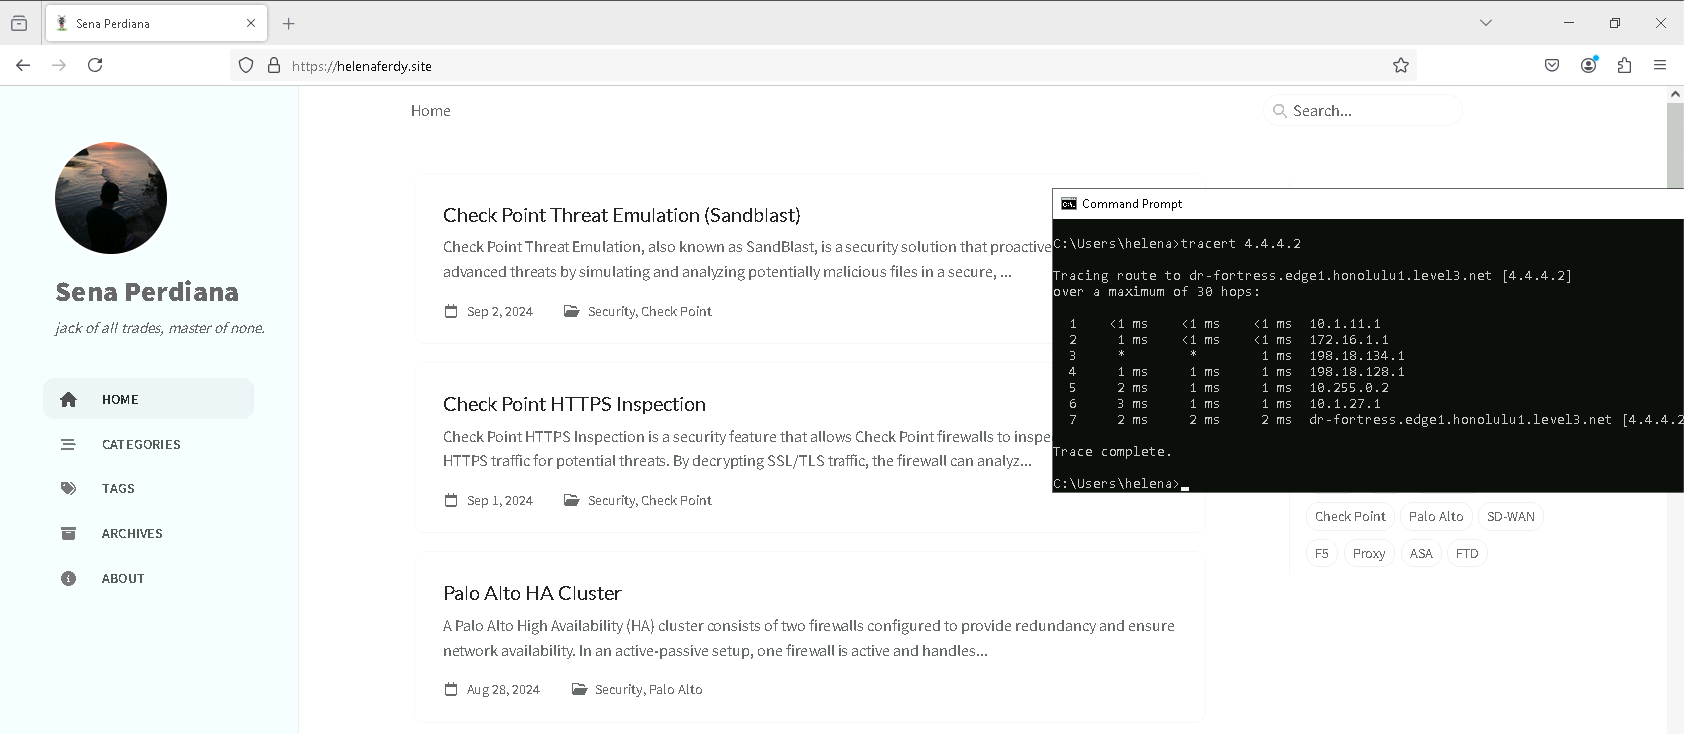 Sena Perdiana
https://helenaferdy.site
Home
Search...
Sena Perdiana
jack of all trades, master of none.
HOME
CATEGORIES
TAGS
ARCHIVES
ABOUT
Check Point Threat Emulation (Sandblast)
Check Point Threat Emulation, also known as SandBlast, is a security solution that proactive
advanced threats by simulating and analyzing potentially malicious files in a secure, ...
Sep 2, 2024 Security, Check Point
Check Point HTTPS Inspection
Check Point HTTPS Inspection is a security feature that allows Check Point firewalls to inspe
HTTPS traffic for potential threats. By decrypting SSL/TLS traffic, the firewall can analyz...
Sep 1, 2024 Security, Check Point
Palo Alto HA Cluster
A Palo Alto High Availability (HA) cluster consists of two firewalls configured to provide redundancy and ensure
network availability. In an active-passive setup, one firewall is active and handles...
Aug 28, 2024 Security, Palo Alto
Command Prompt
C:\Users\helena>tracert 4.4.4.2
Tracing route to dr-fortress.edge1.honolulu1.level3.net [4.4.4.2]
over a maximum of 30 hops:
1 <1 ms <1 ms <1 ms 10.1.11.1
2 1 ms <1 ms <1 ms 172.16.1.1
3 * * 1 ms 198.18.134.1
4 1 ms 1 ms 1 ms 198.18.128.1
5 2 ms 1 ms 1 ms 10.255.0.2
6 3 ms 1 ms 1 ms 10.1.27.1
7 2 ms 2 ms 2 ms dr-fortress.edge1.honolulu1.level3.net [4.4.4.2
Trace complete.
C:\Users\helena>
Check Point Palo Alto SD-WAN
F5 Proxy ASA FTD